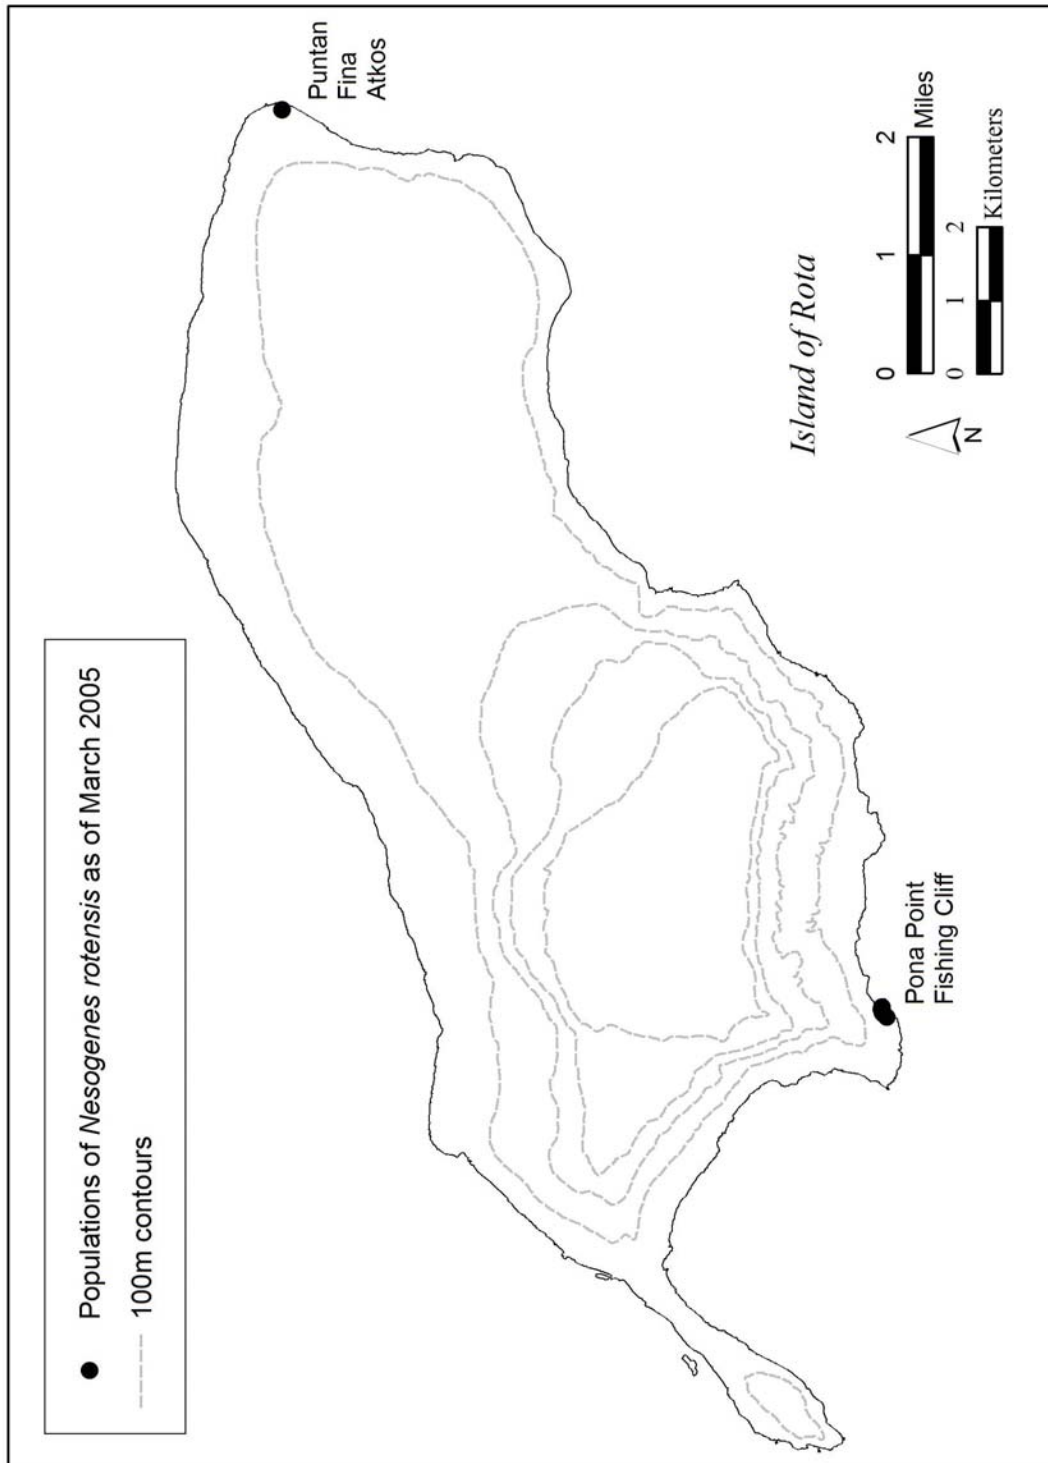 Populations of Nesogenes rotensis as of March 2005
100m contours
Puntan
Fina
Atkos
Pona Point
Fishing Cliff
Island of Rota
N
0 1 2
Miles
0 1 2
Kilometers